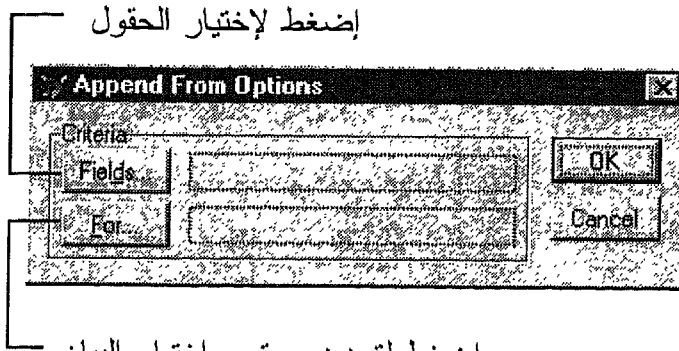 إضغط لإختيار الحقول
Append From Options
Criteria
Fields...
OK
For...
Cancel